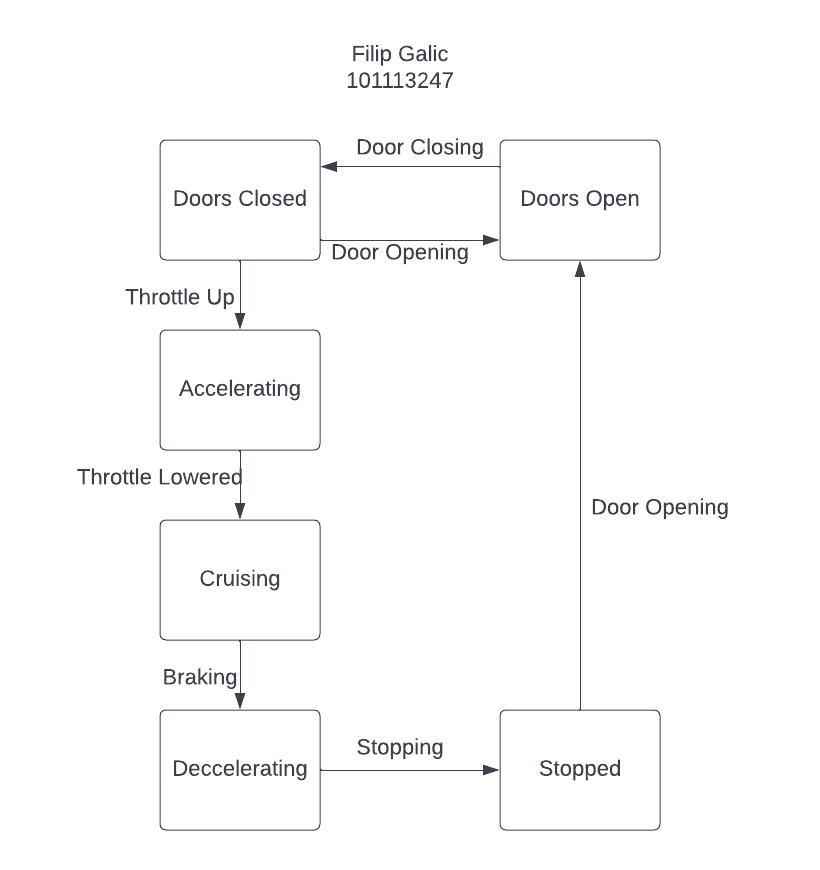 Filip Galic
101113247
Door Closing
Doors Closed
Doors Open
Door Opening
Throttle Up
Accelerating
Throttle Lowered
Door Opening
Cruising
Braking
Stopping
Deccelerating
Stopped